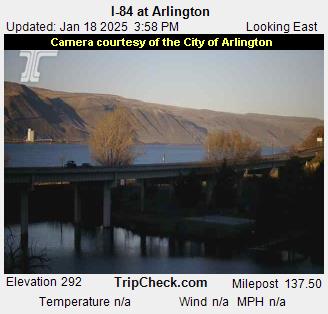 I-84 at Arlington
Updated: Jan 18 2025 3:58 PM Looking East
Camera courtesy of the City of Arlington
Elevation 292 TripCheck.com Milepost 137.50
Temperature n/a Wind n/a MPH n/a